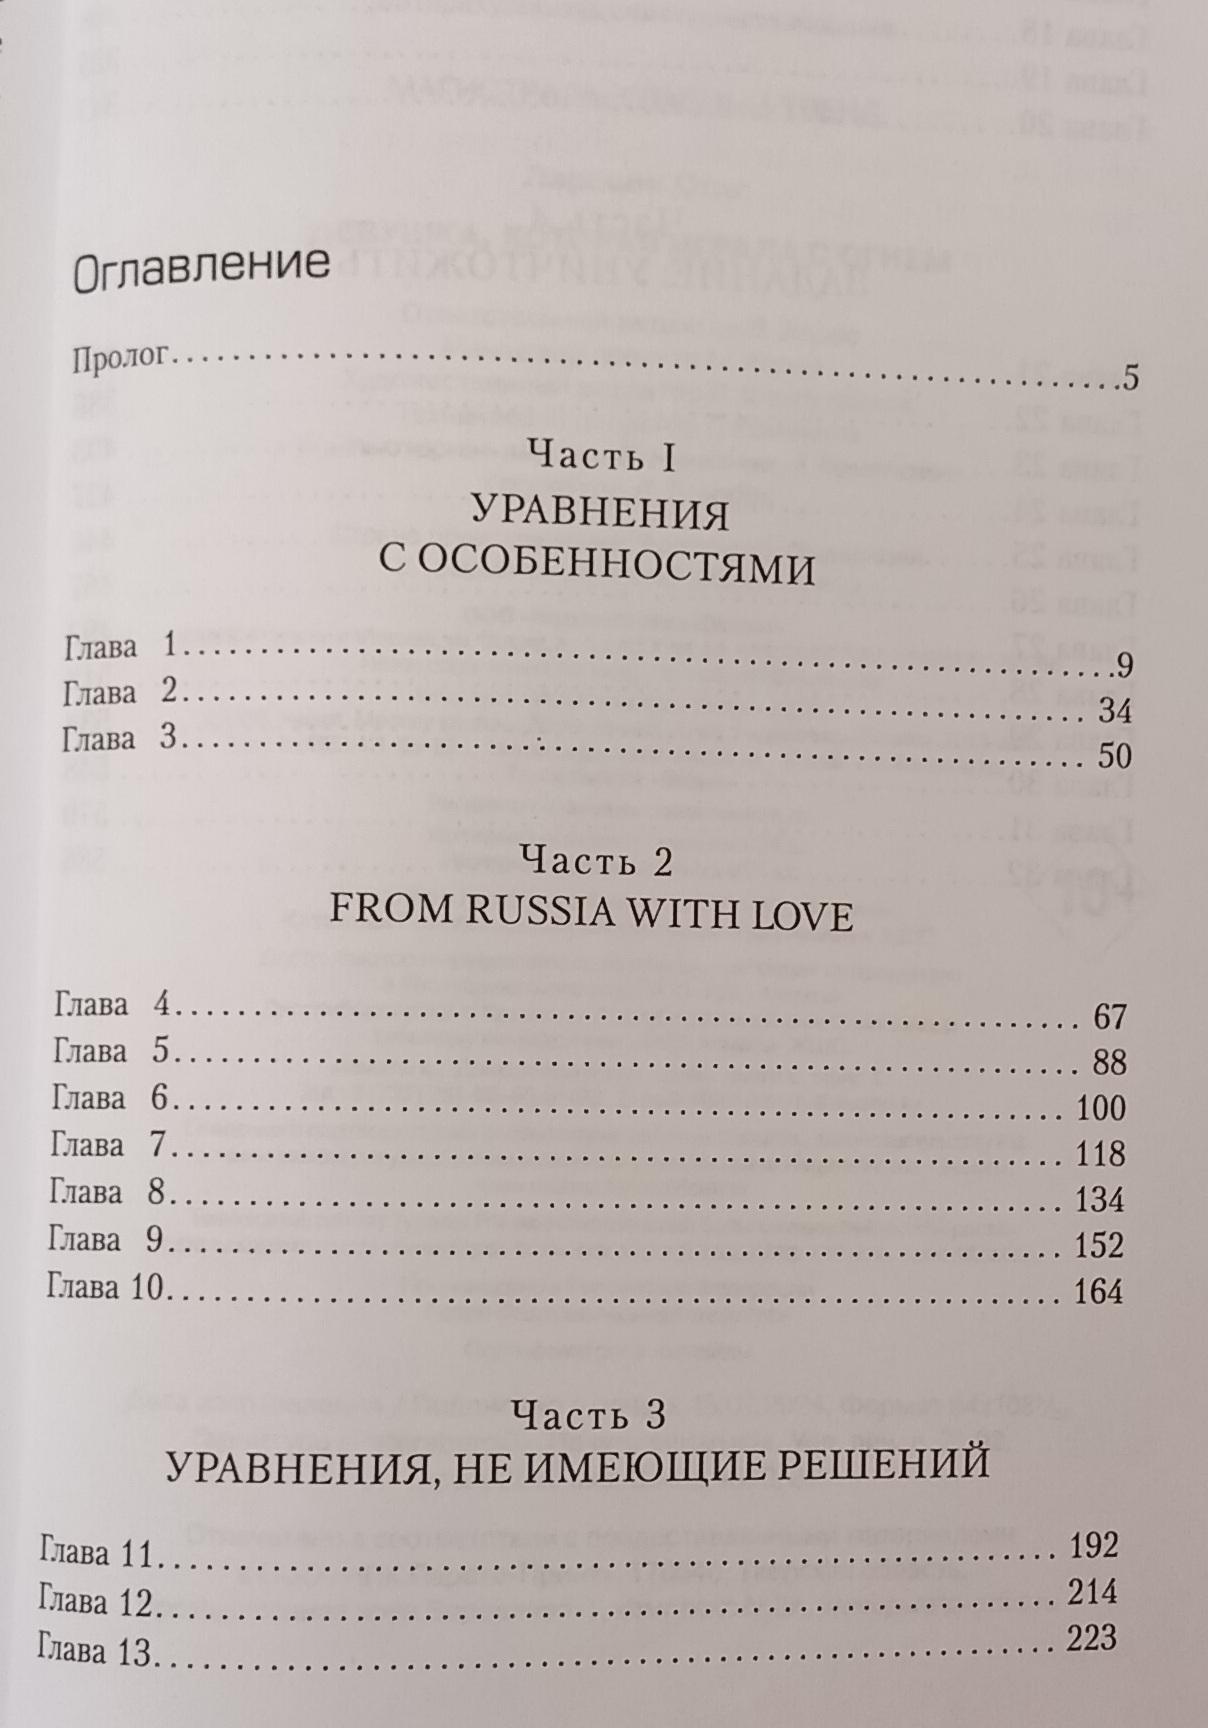 Оглавление
Пролог.....5
Часть I
УРАВНЕНИЯ
С ОСОБЕННОСТЯМИ
Глава 1.....9
Глава 2.....34
Глава 3.....50
Часть 2
FROM RUSSIA WITH LOVE
Глава 4.....67
Глава 5.....88
Глава 6.....100
Глава 7.....118
Глава 8.....134
Глава 9.....152
Глава 10.....164
Часть 3
УРАВНЕНИЯ, НЕ ИМЕЮЩИЕ РЕШЕНИЙ
Глава 11.....192
Глава 12.....214
Глава 13.....223